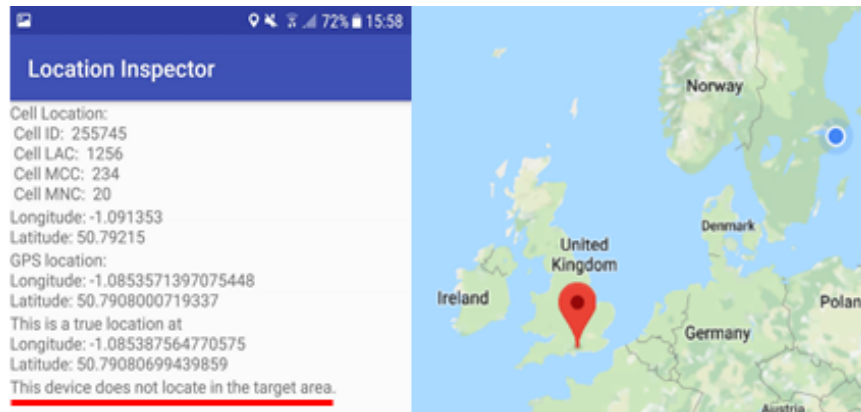 72% 15:58
Location Inspector
Cell Location:
Cell ID: 255745
Cell LAC: 1256
Cell MCC: 234
Cell MNC: 20
Longitude: -1.091353
Latitude: 50.79215
GPS location:
Longitude: -1.0853571397075448
Latitude: 50.7908000719337
This is a true location at
Longitude: -1.085387564770575
Latitude: 50.79080699439859
This device does not locate in the target area.
Norway
Denmark
United
Kingdom
Ireland
Polan
Germany
Austria